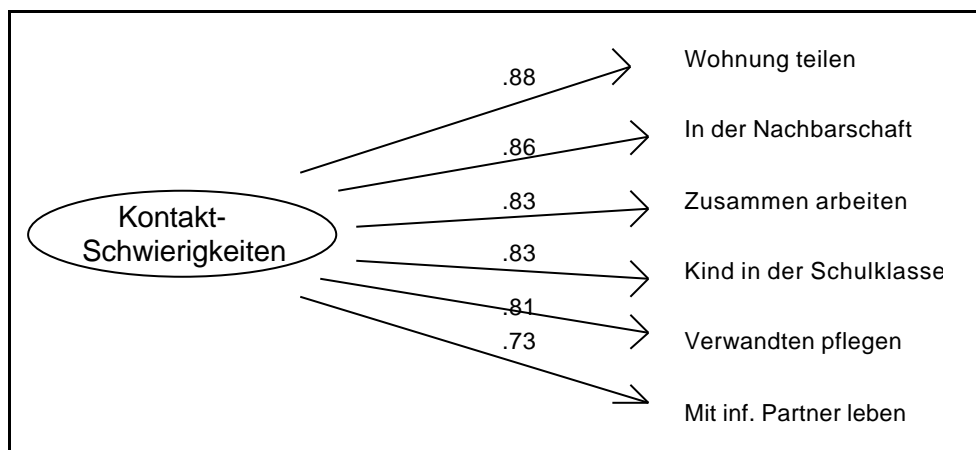 Kontakt-
Schwierigkeiten
.88
Wohnung teilen
.86
In der Nachbarschaft
.83
Zusammen arbeiten
.83
Kind in der Schulklasse
.81
Verwandten pflegen
.73
Mit inf. Partner leben